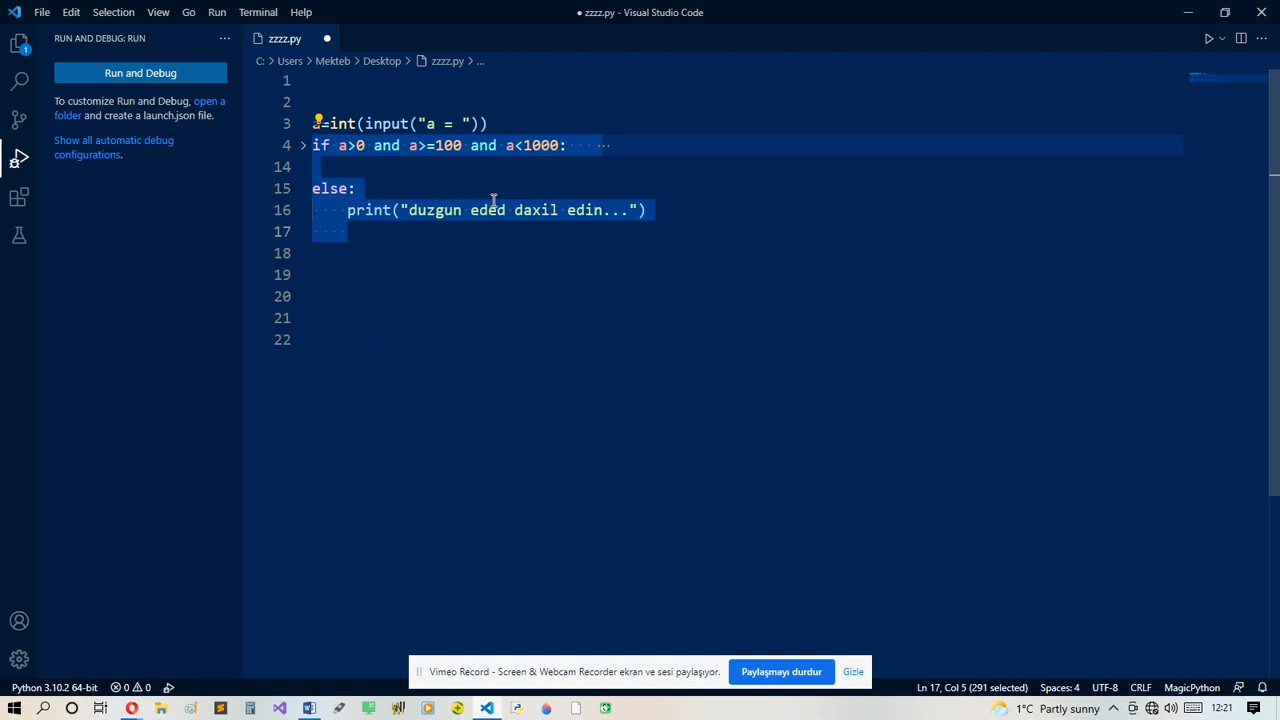 File Edit Selection View Go Run Terminal Help
● zzzz.py - Visual Studio Code
RUN AND DEBUG: RUN ...
zzzz.py ●
C: > Users > Mekteb > Desktop > zzzz.py > ...
Run and Debug
To customize Run and Debug, open a
folder and create a launch.json file.
Show all automatic debug
configurations.
1
1
2
3 a=int(input("a = "))
4 if a>0 and a>=100 and a<1000: ...
14
15 else:
16 print("duzgun eded daxil edin...")
17
18
19
20
21
22
Vimeo Record - Screen & Webcam Recorder ekran ve sesi paylaşıyor. Paylaşmayı durdur Gizle
Python 3.10.2 64-bit 0 0 Ln 17, Col 5 (291 selected) Spaces: 4 UTF-8 CRLF MagicPython
1°C Partly sunny 12:21